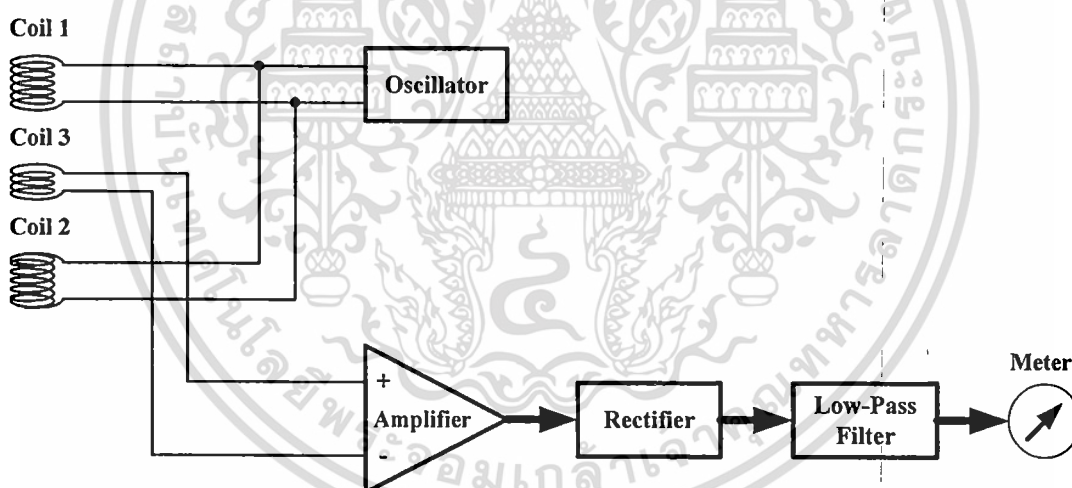 Coil 1
Oscillator
Coil 3
Coil 2
+
Amplifier
-
Rectifier
Low-Pass
Filter
Meter